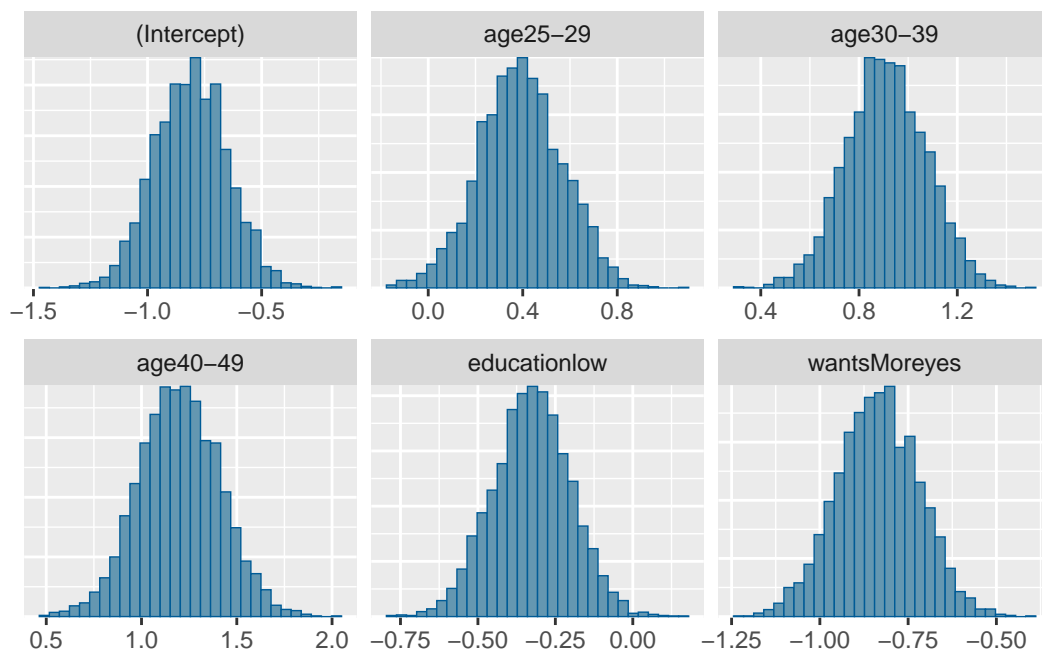 (Intercept) age25−29 age30−39
−1.5 −1.0 −0.5 0.0 0.4 0.8 0.4 0.8 1.2
age40−49 educationlow wantsMoreyes
0.5 1.0 1.5 2.0 −0.75 −0.50 −0.25 0.00 −1.25 −1.00 −0.75 −0.50